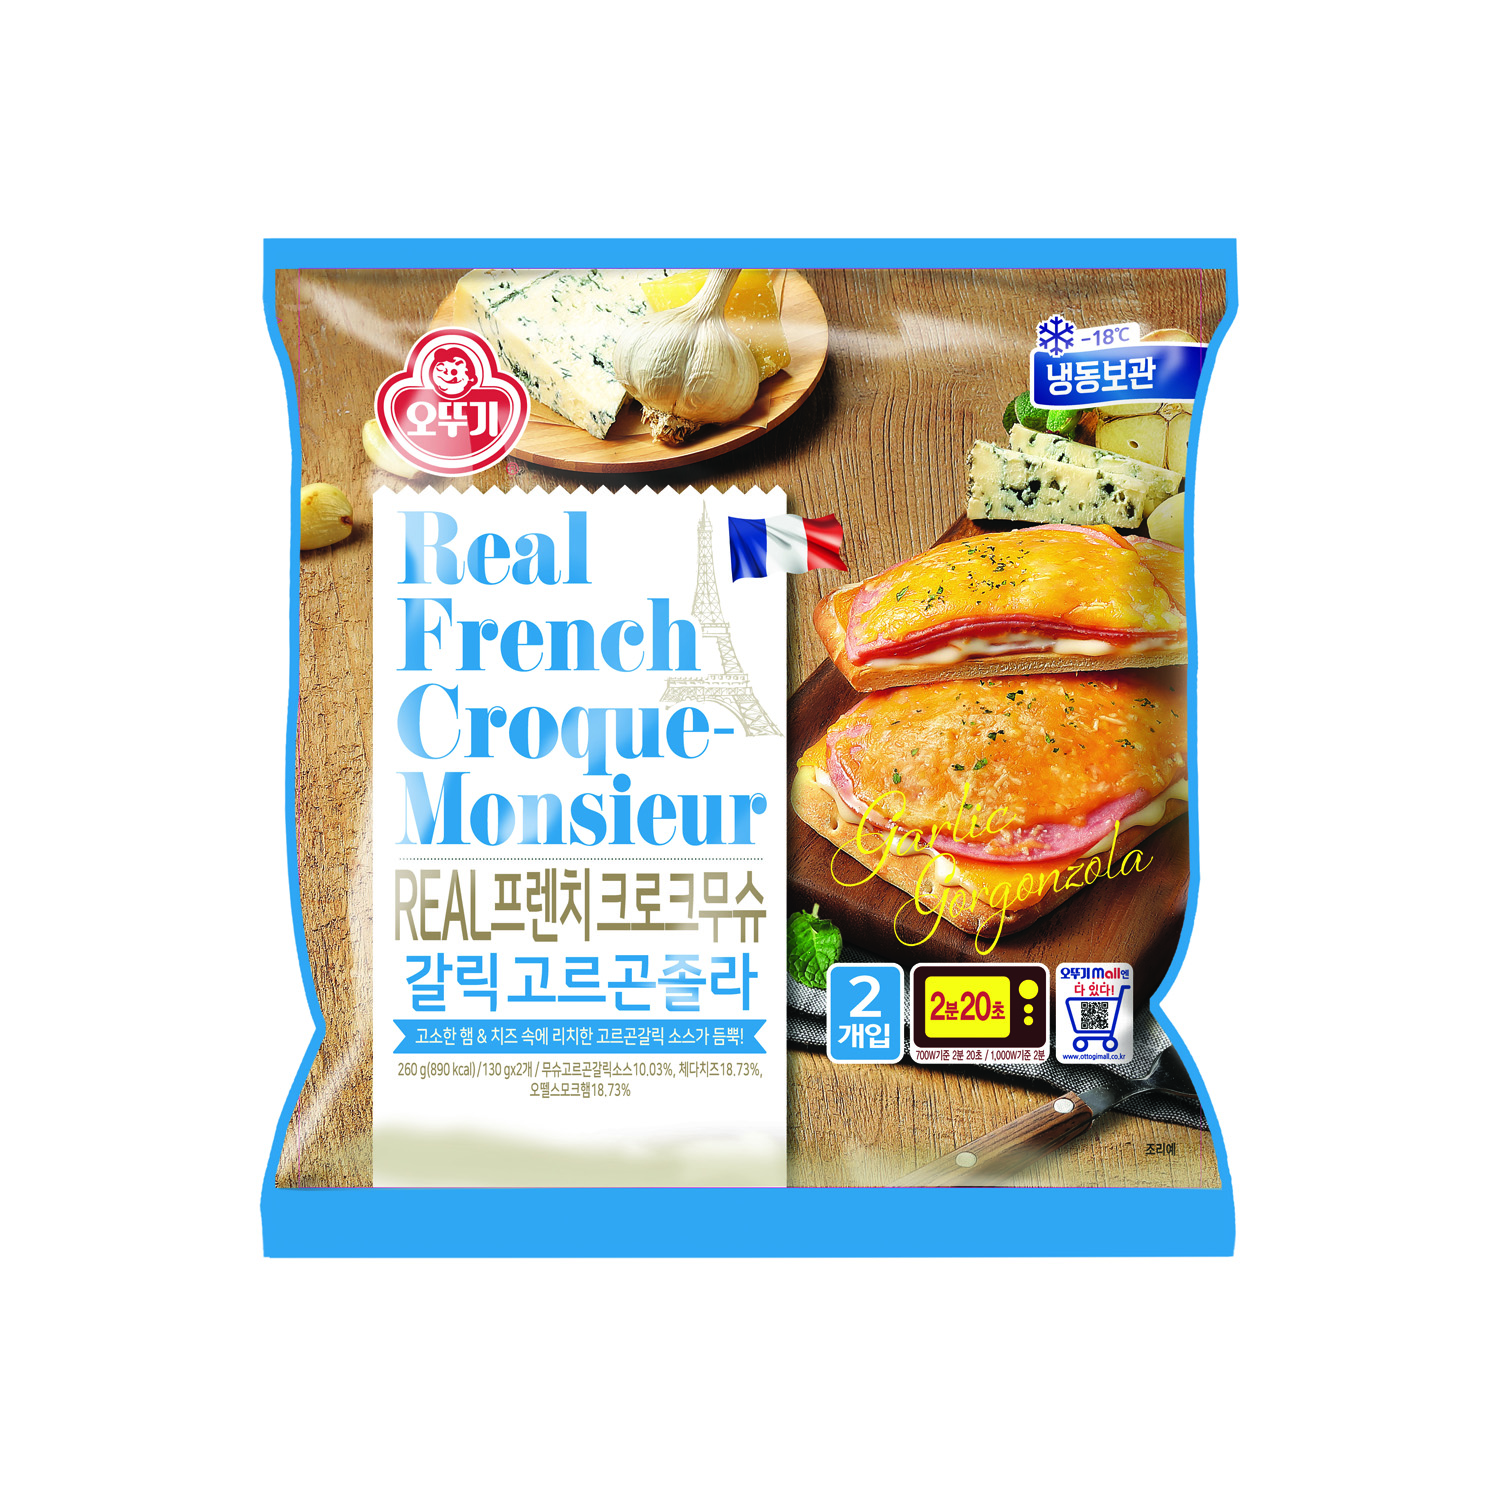 오뚜기
-18℃
냉동보관
Real
French
Croque-
Monsieur
REAL프렌치 크로크무슈
갈릭 고르곤졸라
고소한 햄 & 치즈 속에 리치한 고르곤갈릭 소스가 듬뿍!
260 g(890 kcal)/130 gx2개 / 무슈고르곤갈릭소스10.03%, 체다치즈18.73%,
오뗄스모크햄18.73%
Garlic
Gorgonzola
2
개입
2분20초
700W기준 2분 20초 / 1,000W기준 2분
오뚜기mall엔
다 있다!
www.ottogimall.co.kr
조리예